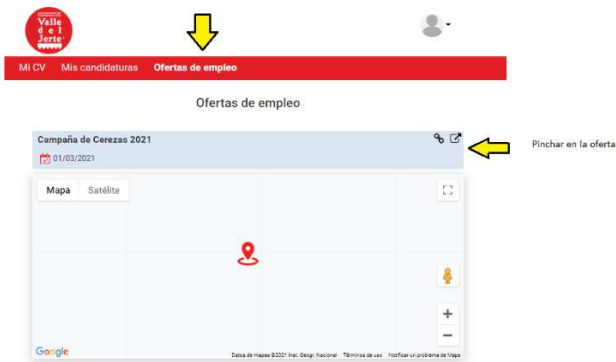 Valle
del
Jerte
Mi CV Mis candidaturas Ofertas de empleo
Ofertas de empleo
Campaña de Cerezas 2021
01/03/2021
Pinchar en la oferta
Mapa Satélite
Google
Datos de mapas ©2021 Inst. Geogr. Nacional Términos de uso Notificar un problema de Maps